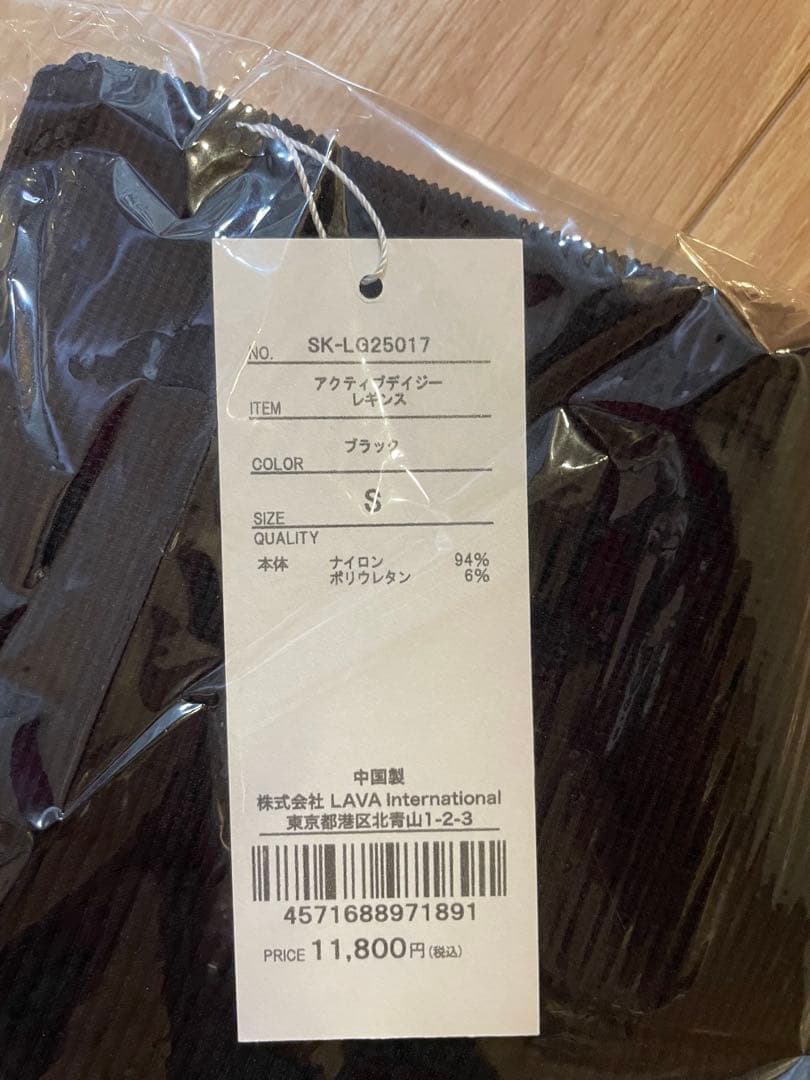 NO. SK-LG25017
アクティブデイジー
ITEM レギンス
COLOR ブラック
SIZE S
QUALITY
本体 ナイロン 94%
ポリウレタン 6%
中国製
株式会社 LAVA International
東京都港区北青山1-2-3
4571688971891
PRICE 11,800円(税込)